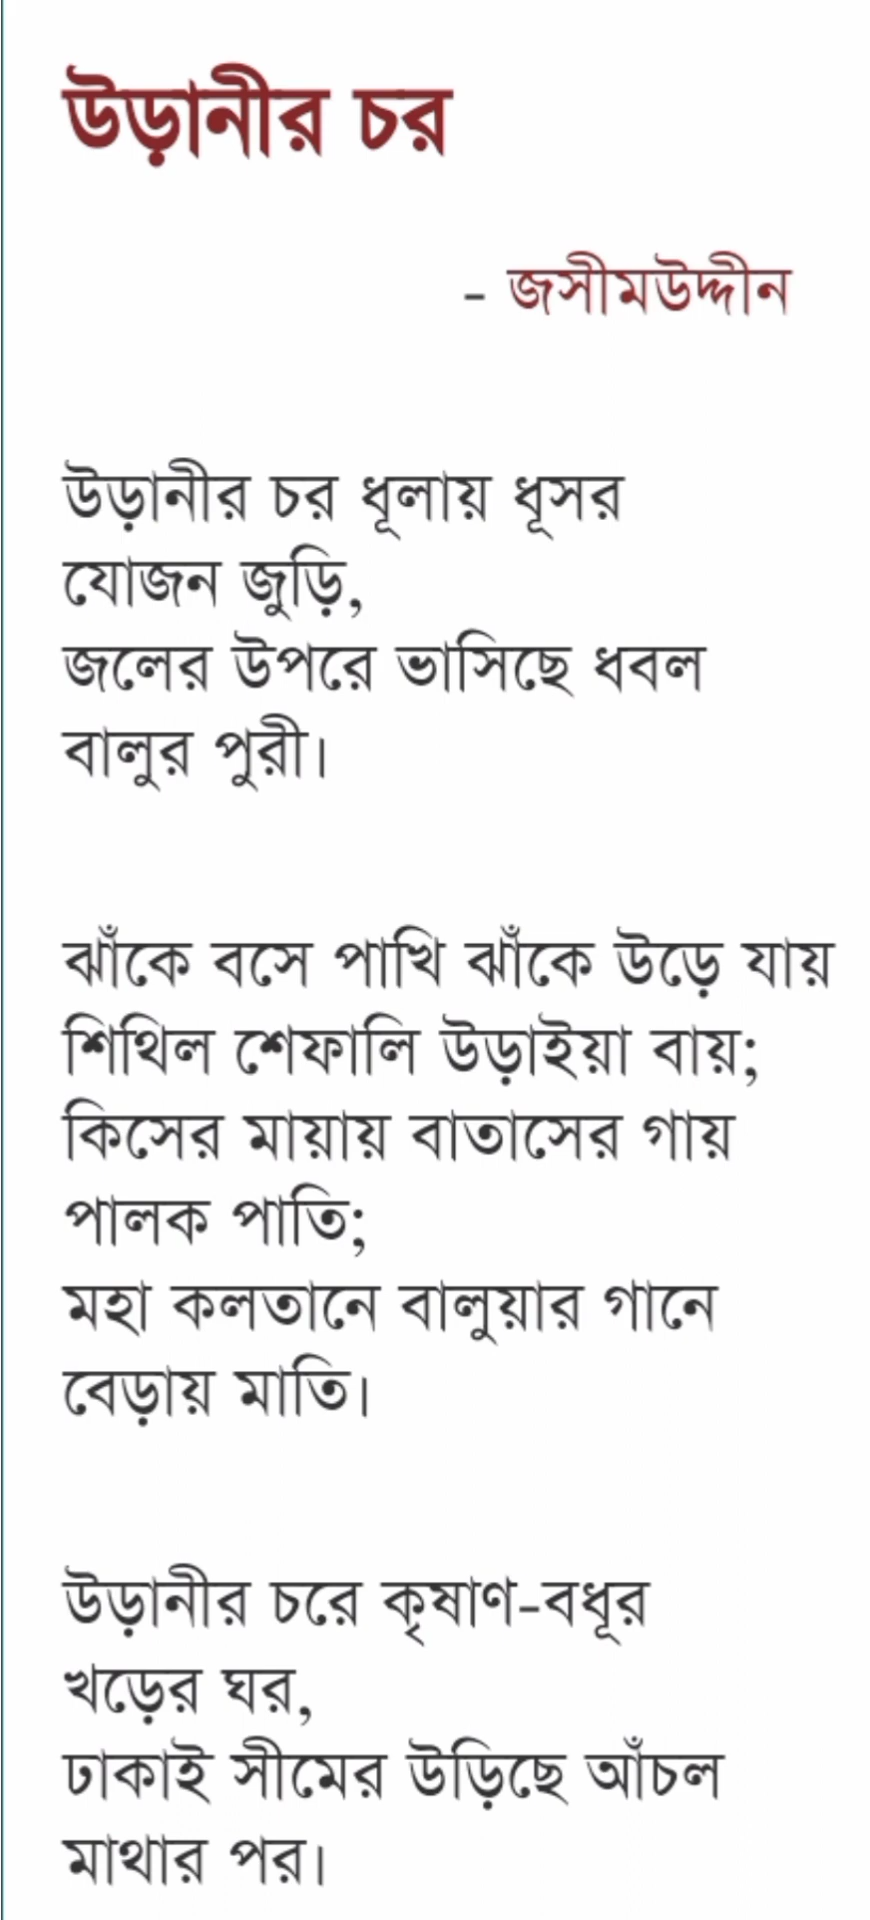 উড়ানীর চর
- জসীমউদ্দীন
উড়ানীর চর ধূলায় ধূসর
যোজন জুড়ি,
জলের উপরে ভাসিছে ধবল
বালুর পুরী।
ঝাঁকে বসে পাখি ঝাঁকে উড়ে যায়
শিথিল শেফালি উড়াইয়া বায়;
কিসের মায়ায় বাতাসের গায়
পালক পাতি;
মহা কলতানে বালুয়ার গানে
বেড়ায় মাতি।
উড়ানীর চরে কৃষাণ-বধূর
খড়ের ঘর,
ঢাকাই সীমের উড়িছে আঁচল
মাথার পর।